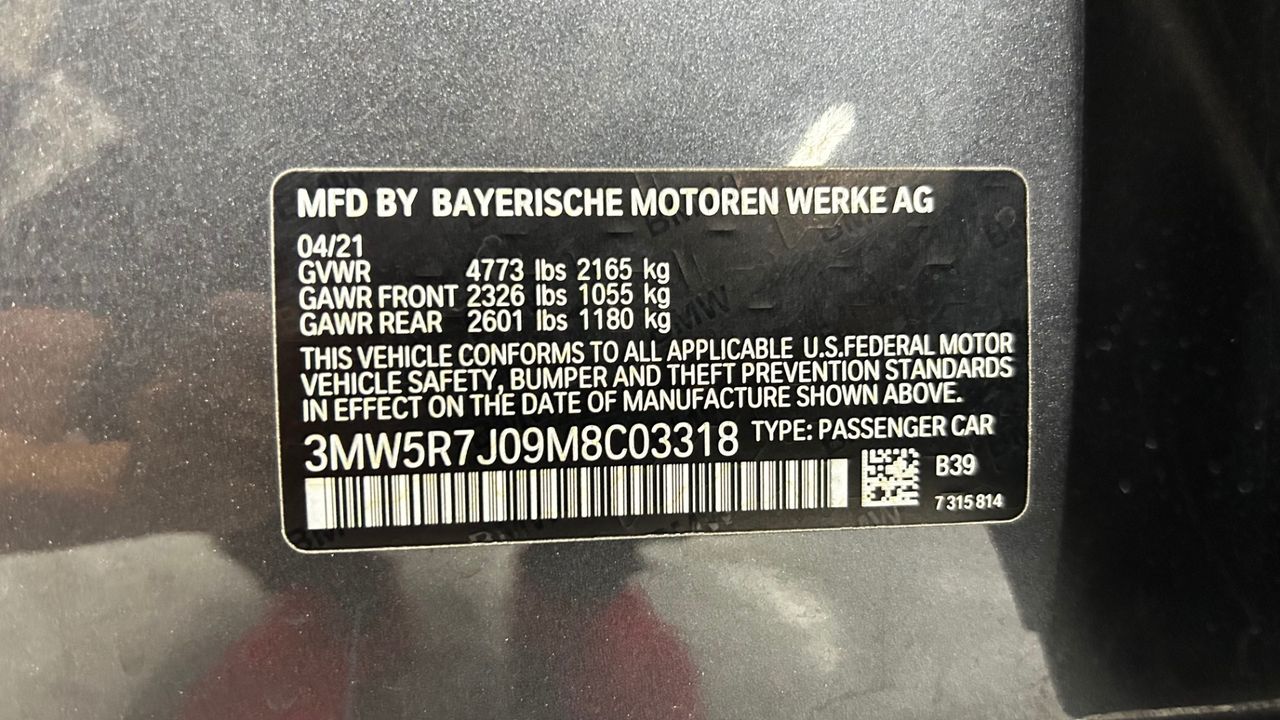 MFD BY BAYERISCHE MOTOREN WERKE AG
04/21
GVWR 4773 lbs 2165 kg
GAWR FRONT 2326 lbs 1055 kg
GAWR REAR 2601 lbs 1180 kg
THIS VEHICLE CONFORMS TO ALL APPLICABLE U.S.FEDERAL MOTOR
VEHICLE SAFETY, BUMPER AND THEFT PREVENTION STANDARDS
IN EFFECT ON THE DATE OF MANUFACTURE SHOWN ABOVE.
3MW5R7J09M8C03318 TYPE: PASSENGER CAR
B39
7 315 814